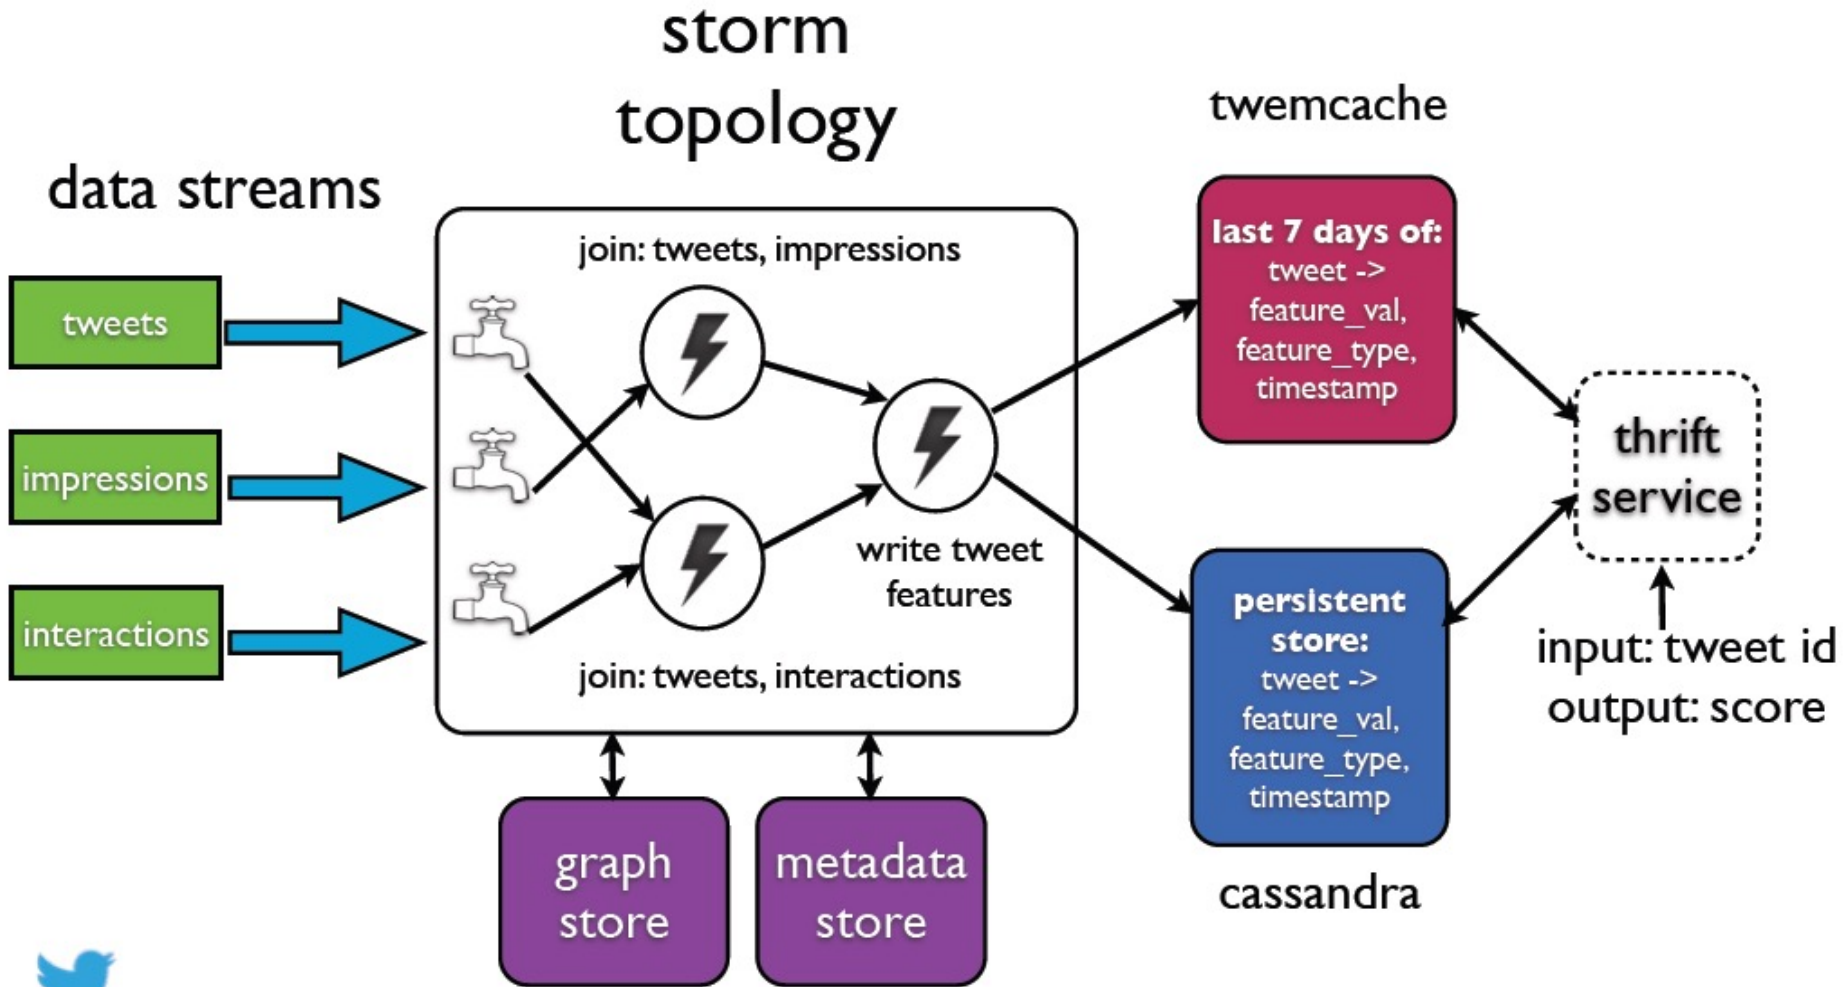 storm
topology
data streams
tweets
impressions
interactions
join: tweets, impressions
write tweet
features
join: tweets, interactions
graph
store
metadata
store
twemcache
last 7 days of:
tweet ->
feature_val,
feature_type,
timestamp
persistent
store:
tweet ->
feature_val,
feature_type,
timestamp
cassandra
thrift
service
input: tweet id
output: score